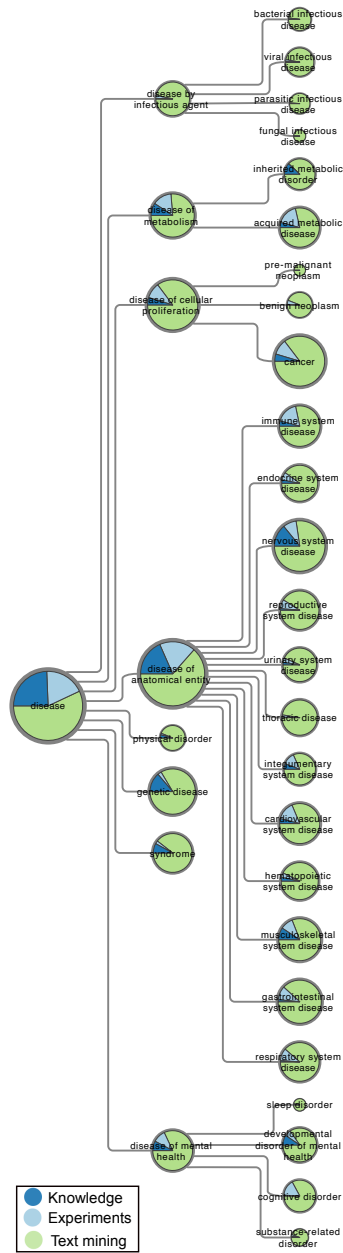 bacterial infectious
disease
viral infectious
disease
disease by
infectious agent
parasitic infectious
disease
fungal infectious
disease
inherited metabolic
disorder
disease of
metabolism
acquired metabolic
disease
pre-malignant
neoplasm
disease of cellular
proliferation
benign neoplasm
cancer
immune system
disease
endocrine system
disease
nervous system
disease
reproductive
system disease
urinary system
disease
disease of
anatomical entity
disease
thoracic disease
physical disorder
integumentary
system disease
genetic disease
cardiovascular
system disease
syndrome
hematopoietic
system disease
musculoskeletal
system disease
gastrointestinal
system disease
respiratory system
disease
sleep disorder
developmental
disorder of mental
health
disease of mental
health
cognitive disorder
substance-related
disorder
Knowledge
Experiments
Text mining